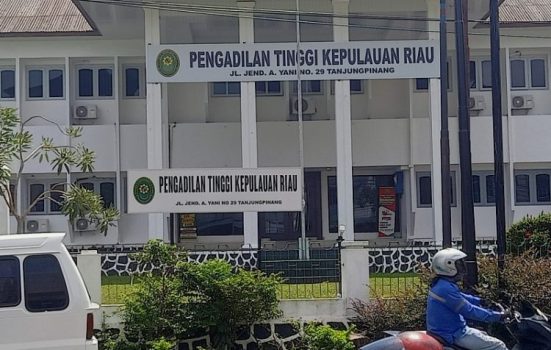 PENGADILAN TINGGI KEPULAUAN RIAU
JL. JEND. A. YANI NO. 29 TANJUNGPINANG
PENGADILAN TINGGI KEPULAUAN RIAU
JL. JEND. A. YANI NO 29 TANJUNGPINANG